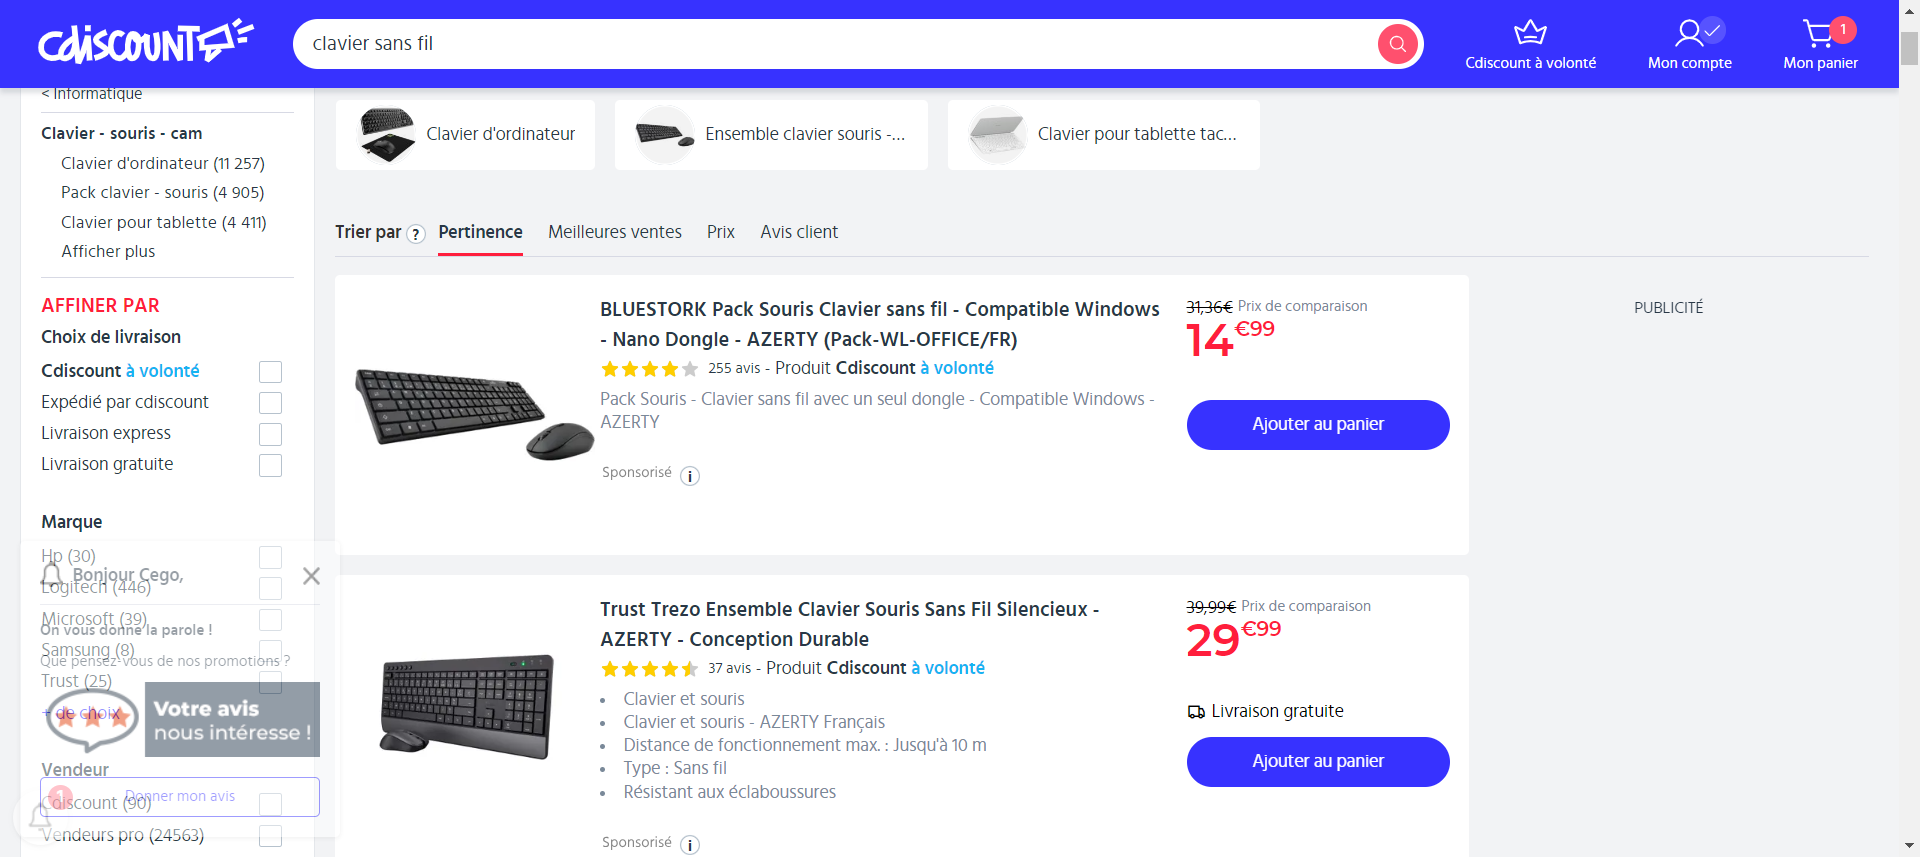 Cdiscount
clavier sans fil
Cdiscount à volonté
Mon compte
1
Mon panier
< Informatique
Clavier - souris - cam
Clavier d'ordinateur (11 257)
Pack clavier - souris (4 905)
Clavier pour tablette (4 411)
Afficher plus
AFFINER PAR
Choix de livraison
Cdiscount à volonté
Expédié par cdiscount
Livraison express
Livraison gratuite
Marque
Hp (30)
Bonjour Cego,
Logitech (446)
Microsoft (39)
On vous donne la parole !
Samsung (8)
Que pensez-vous de nos promotions ?
Trust (25)
+ de choix
Votre avis
nous intéresse !
Vendeur
Donner mon avis
1
Cdiscount (90)
Vendeurs pro (24563)
Clavier d'ordinateur
Ensemble clavier souris -...
Clavier pour tablette tac...
Trier par ? Pertinence Meilleures ventes Prix Avis client
BLUESTORK Pack Souris Clavier sans fil - Compatible Windows
- Nano Dongle - AZERTY (Pack-WL-OFFICE/FR)
255 avis - Produit Cdiscount à volonté
Pack Souris - Clavier sans fil avec un seul dongle - Compatible Windows -
AZERTY
Sponsorisé i
31,36€ Prix de comparaison
14€99
Ajouter au panier
PUBLICITÉ
Trust Trezo Ensemble Clavier Souris Sans Fil Silencieux -
AZERTY - Conception Durable
37 avis - Produit Cdiscount à volonté
• Clavier et souris
• Clavier et souris - AZERTY Français
• Distance de fonctionnement max. : Jusqu'à 10 m
• Type : Sans fil
• Résistant aux éclaboussures
Sponsorisé i
39,99€ Prix de comparaison
29€99
Livraison gratuite
Ajouter au panier